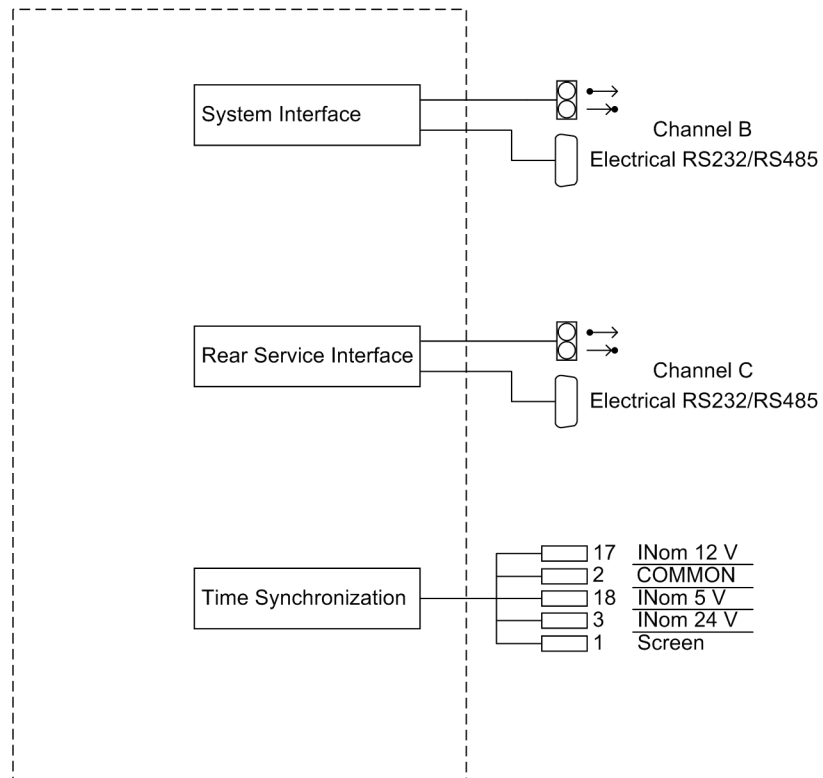 System Interface
Channel B
Electrical RS232/RS485
Rear Service Interface
Channel C
Electrical RS232/RS485
Time Synchronization
17 INom 12 V
2 COMMON
18 INom 5 V
3 INom 24 V
1 Screen